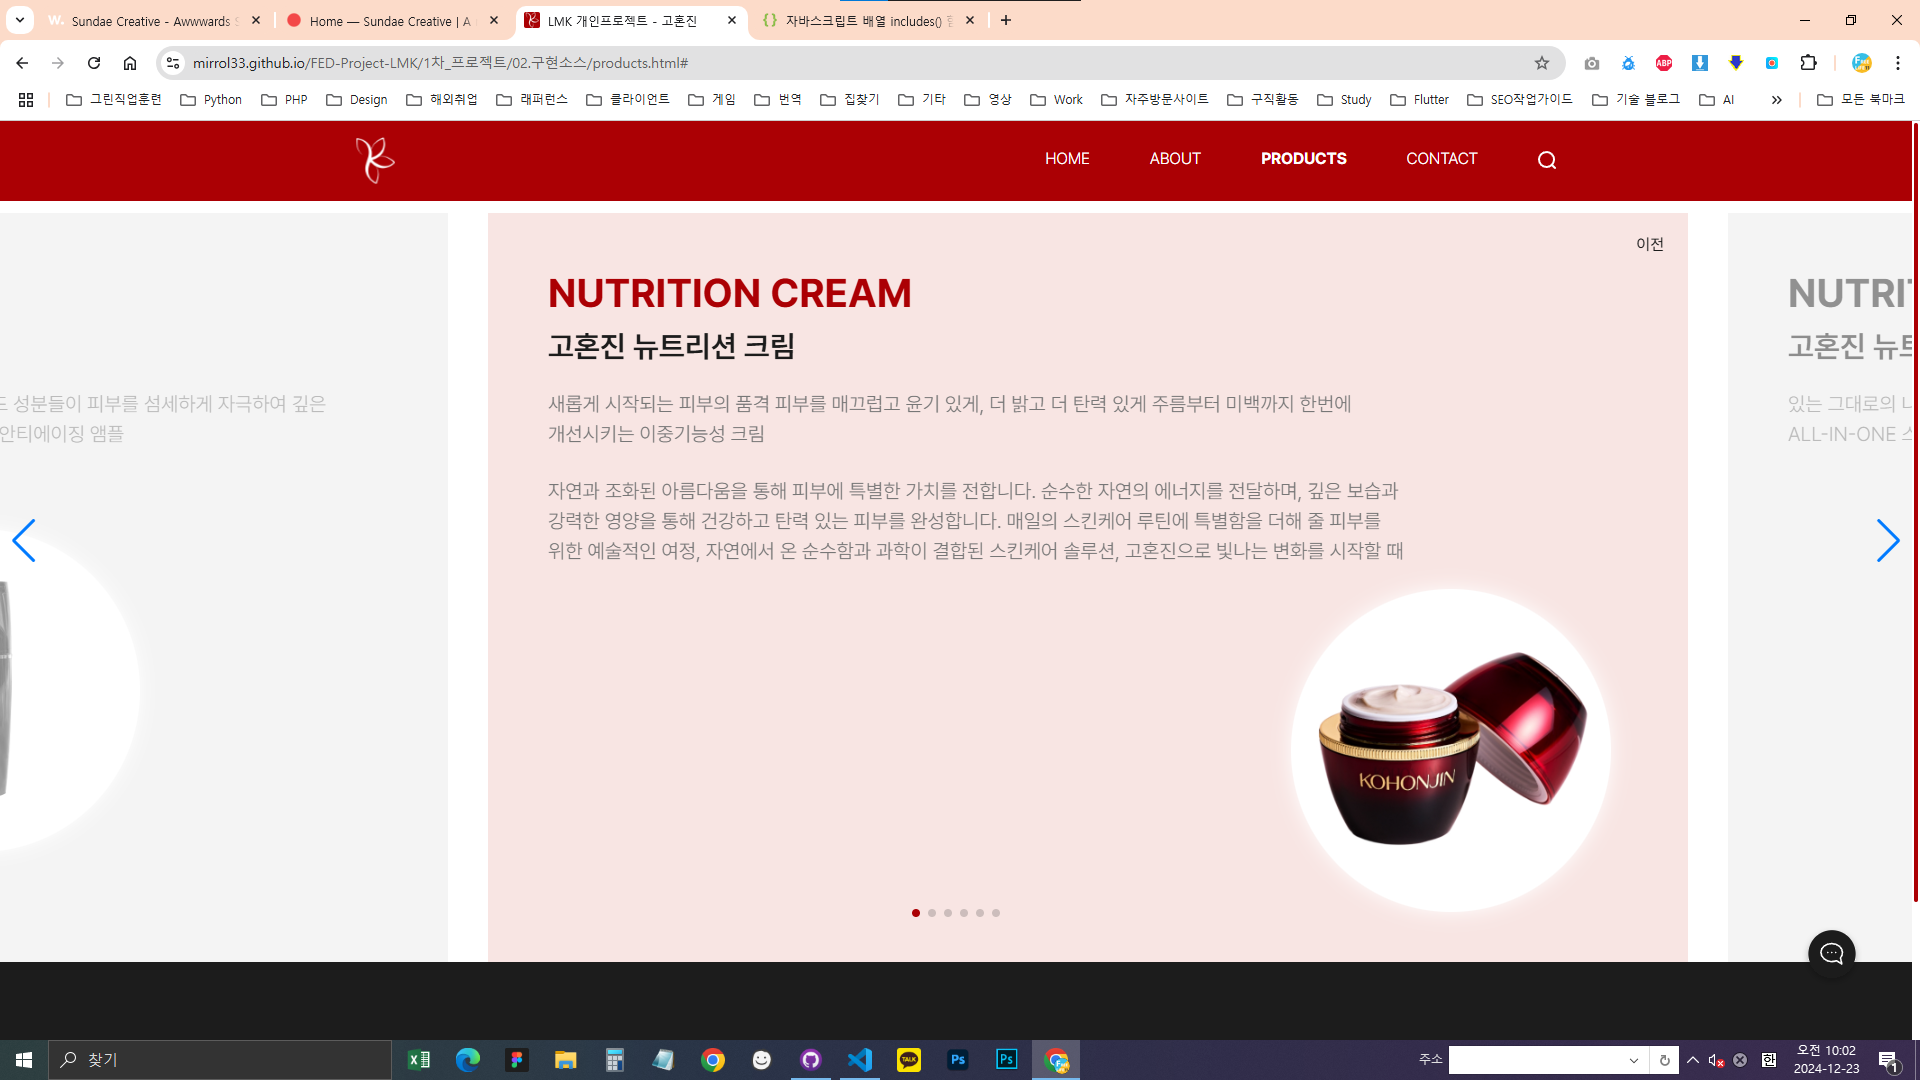 Sundae Creative - Awwwards S
Home — Sundae Creative | A
LMK 개인프로젝트 - 고혼진
자바스크립트 배열 includes() 함
mirrol33.github.io/FED-Project-LMK/1차_프로젝트/02.구현소스/products.html#
그린직업훈련
Python
PHP
Design
해외취업
래퍼런스
클라이언트
게임
번역
집찾기
기타
영상
Work
자주방문사이트
구직활동
Study
Flutter
SEO작업가이드
기술 블로그
AI
모든 북마크
HOME
ABOUT
PRODUCTS
CONTACT
이전
NUTRITION CREAM
고혼진 뉴트리션 크림
새롭게 시작되는 피부의 품격 피부를 매끄럽고 윤기 있게, 더 밝고 더 탄력 있게 주름부터 미백까지 한번에
개선시키는 이중기능성 크림
자연과 조화된 아름다움을 통해 피부에 특별한 가치를 전합니다. 순수한 자연의 에너지를 전달하며, 깊은 보습과
강력한 영양을 통해 건강하고 탄력 있는 피부를 완성합니다. 매일의 스킨케어 루틴에 특별함을 더해 줄 피부를
위한 예술적인 여정, 자연에서 온 순수함과 과학이 결합된 스킨케어 솔루션, 고혼진으로 빛나는 변화를 시작할 때
KOHONJIN
성분들이 피부를 섬세하게 자극하여 깊은
안티에이징 앰플
NUTRI
고혼진 뉴트
있는 그대로의
ALL-IN-ONE
찾기
주소
오전 10:02
2024-12-23
1